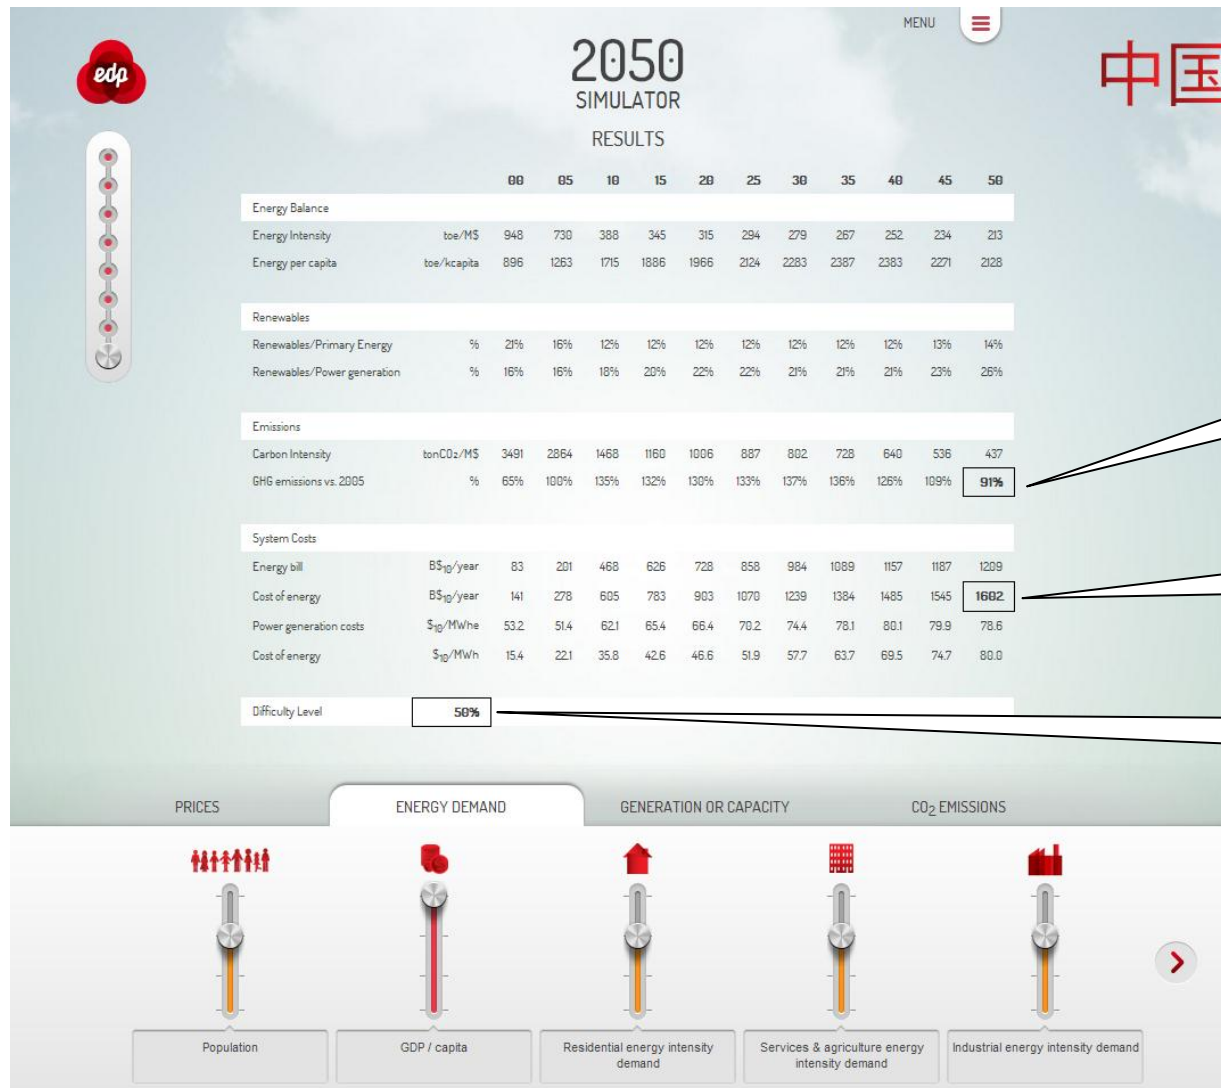 MENU
edp
2050
SIMULATOR
中国
RESULTS
00 05 10 15 20 25 30 35 40 45 50
Energy Balance
Energy Intensity toe/M$ 948 730 388 345 315 294 279 267 252 234 213
Energy per capita toe/kcapita 896 1263 1715 1886 1966 2124 2283 2387 2383 2271 2128
Renewables
Renewables/Primary Energy % 21% 16% 12% 12% 12% 12% 12% 12% 12% 13% 14%
Renewables/Power generation % 16% 16% 18% 20% 22% 22% 21% 21% 21% 23% 26%
Emissions
Carbon Intensity tonCO₂/M$ 3491 2864 1468 1160 1006 887 802 728 640 536 437
GHG emissions vs. 2005 % 65% 100% 135% 132% 130% 133% 137% 136% 126% 109% 91%
System Costs
Energy bill B$₁₀/year 83 201 468 626 728 858 984 1089 1157 1187 1209
Cost of energy B$₁₀/year 141 278 605 783 903 1070 1239 1384 1485 1545 1602
Power generation costs $₁₀/MWhe 53.2 51.4 62.1 65.4 66.4 70.2 74.4 78.1 80.1 79.9 78.6
Cost of energy $₁₀/MWh 15.4 22.1 35.8 42.6 46.6 51.9 57.7 63.7 69.5 74.7 80.0
Difficulty Level 50%
PRICES ENERGY DEMAND GENERATION OR CAPACITY CO₂ EMISSIONS
Population GDP / capita Residential energy intensity demand Services & agriculture energy intensity demand Industrial energy intensity demand